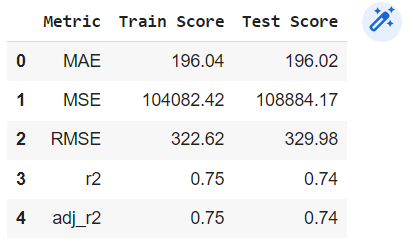 Metric Train Score Test Score
0 MAE 196.04 196.02
1 MSE 104082.42 108884.17
2 RMSE 322.62 329.98
3 r2 0.75 0.74
4 adj_r2 0.75 0.74